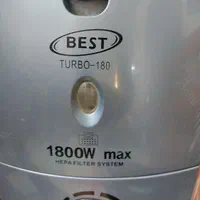 BEST
TURBO-180
1800W max
HEPA FILTER SYSTEM